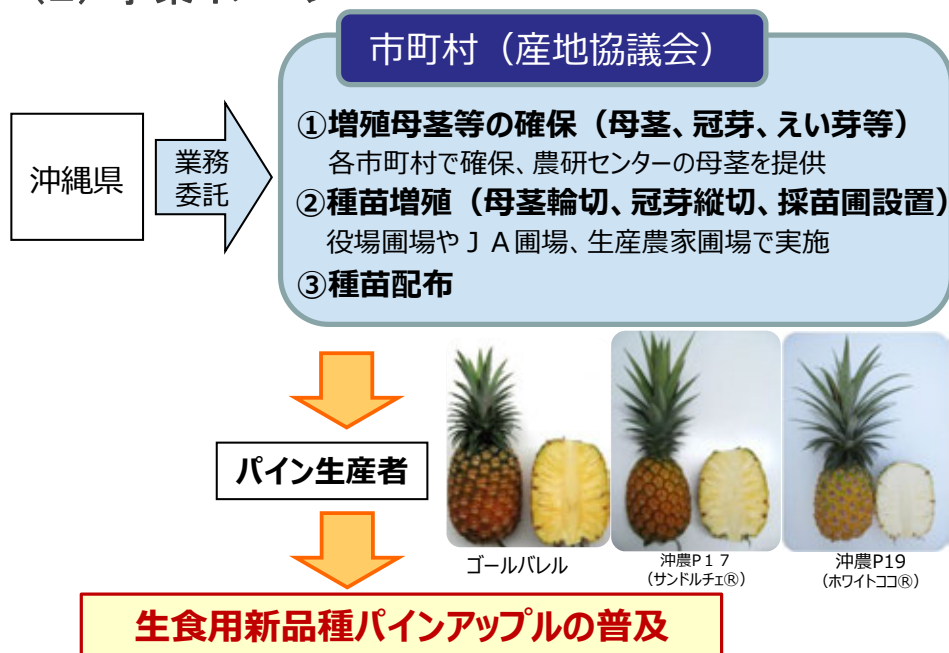 市町村（産地協議会）
沖縄県
業務
委託
①増殖母茎等の確保（母茎、冠芽、えい芽等）
各市町村で確保、農研センターの母茎を提供
②種苗増殖（母茎輪切、冠芽縦切、採苗圃設置）
役場圃場やＪＡ圃場、生産農家圃場で実施
③種苗配布
パイン生産者
ゴールバレル
沖農P１７
（サンドルチェ®）
沖農P19
（ホワイトココ®）
生食用新品種パインアップルの普及